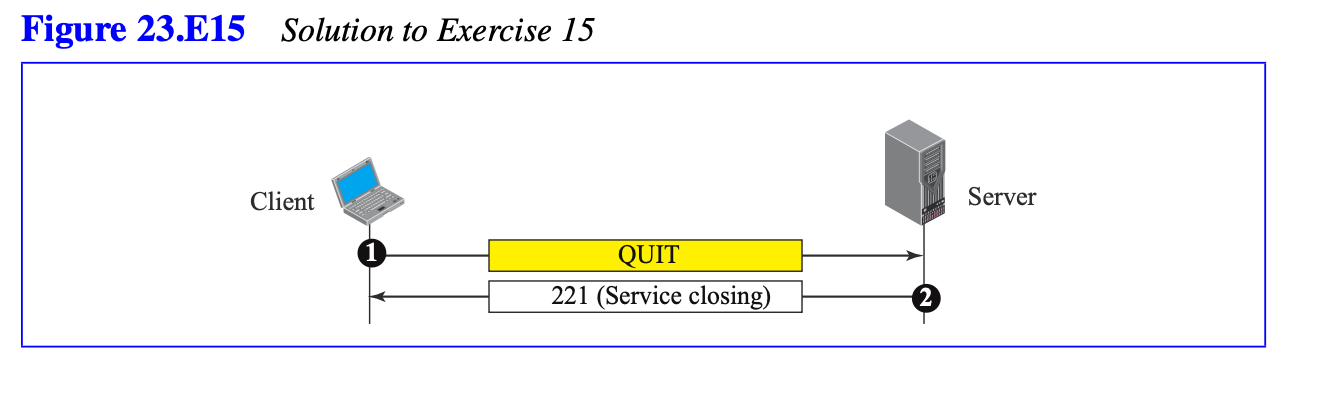 Figure 23.E15 Solution to Exercise 15
Client
Server
1
QUIT
221 (Service closing)
2